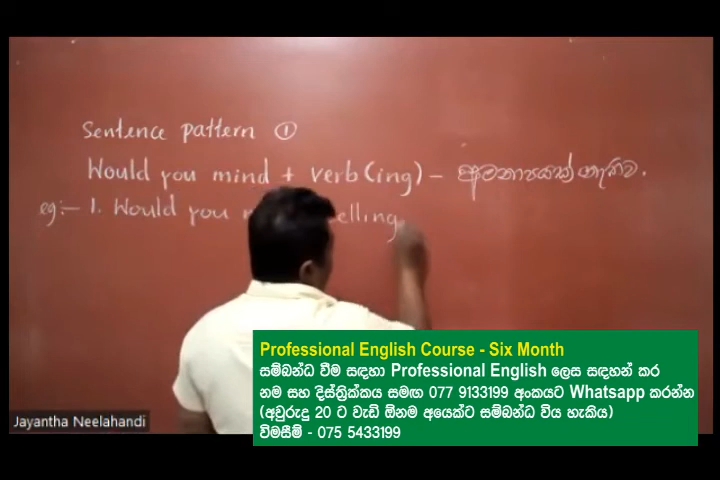 Sentence pattern ①
Would you mind + verb (ing) – අමනාපයක් නැතිව.
eg:– 1. Would you elling
Professional English Course - Six Month
සම්බන්ධ වීම සඳහා Professional English ලෙස සඳහන් කර
නම සහ දිස්ත්‍රික්කය සමඟ 077 9133199 අංකයට Whatsapp කරන්න
(අවුරුදු 20 ට වැඩි ඕනම අයෙක්ට සම්බන්ධ විය හැකිය)
විමසීම් - 075 5433199
Jayantha Neelahandi